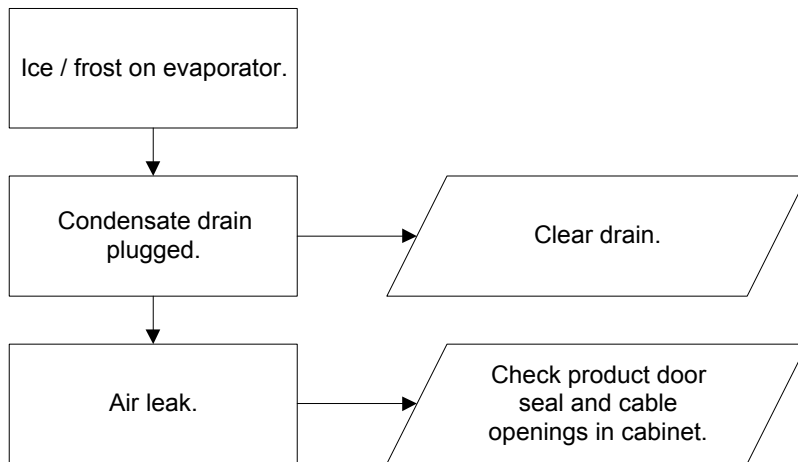 Ice / frost on evaporator.
Condensate drain
plugged.
Clear drain.
Air leak.
Check product door
seal and cable
openings in cabinet.